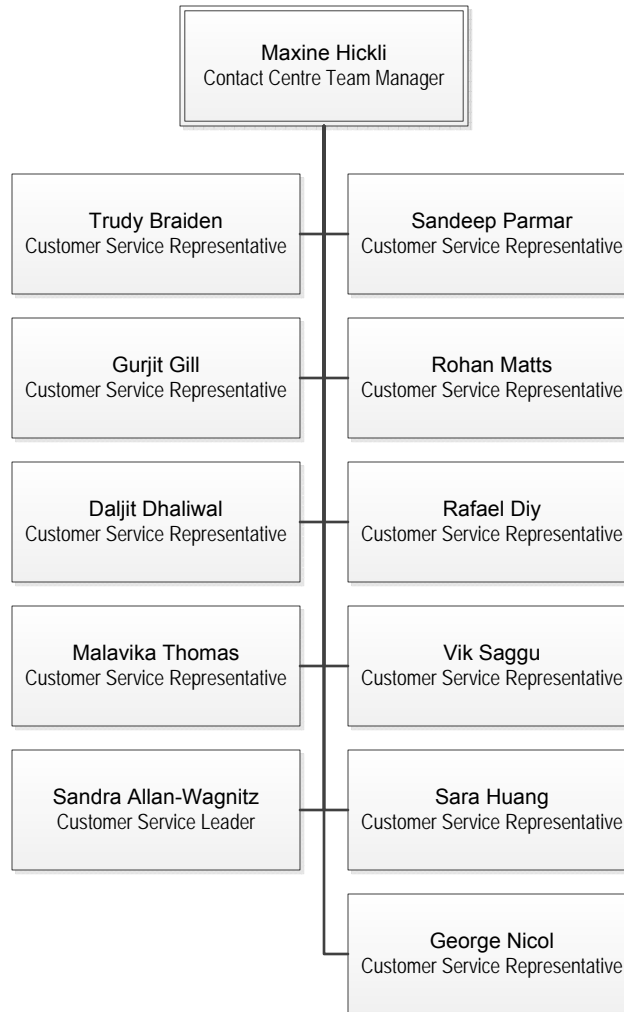 Maxine Hickli
Contact Centre Team Manager
Trudy Braiden
Customer Service Representative
Sandeep Parmar
Customer Service Representative
Gurjit Gill
Customer Service Representative
Rohan Matts
Customer Service Representative
Daljit Dhaliwal
Customer Service Representative
Rafael Diy
Customer Service Representative
Malavika Thomas
Customer Service Representative
Vik Saggu
Customer Service Representative
Sandra Allan-Wagnitz
Customer Service Leader
Sara Huang
Customer Service Representative
George Nicol
Customer Service Representative